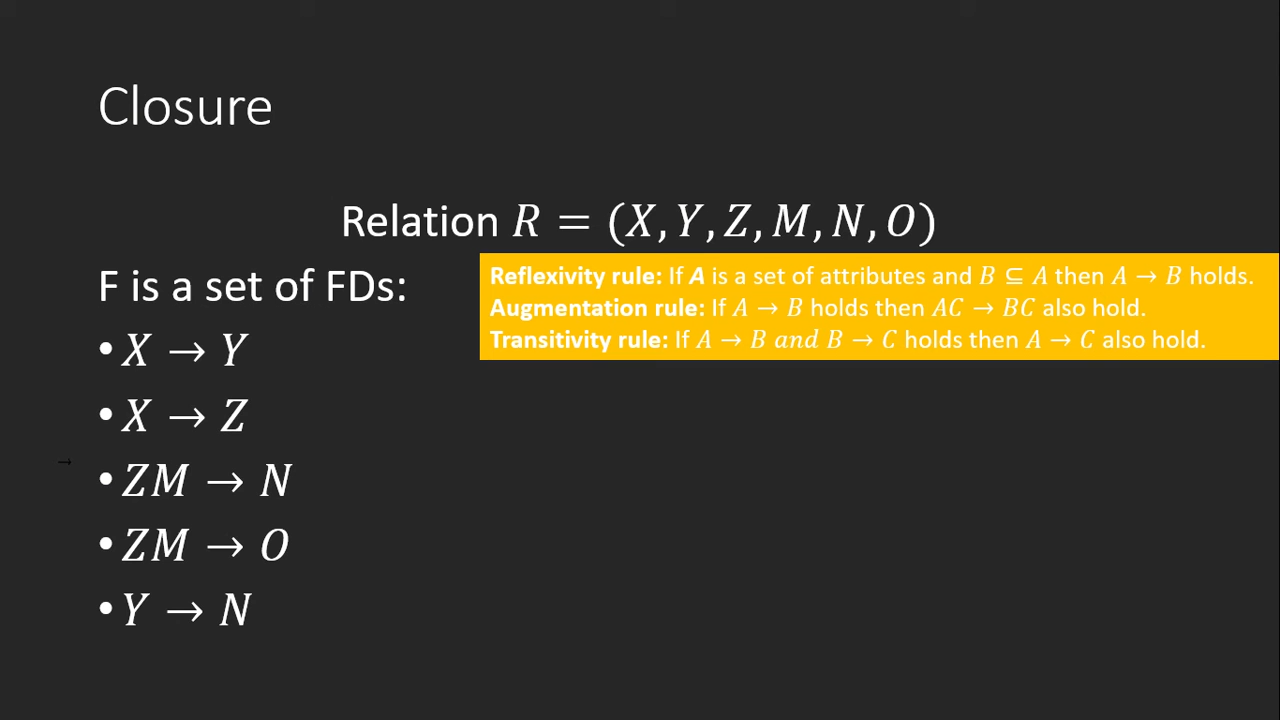 Closure
Relation R = (X, Y, Z, M, N, O)
F is a set of FDs:
Reflexivity rule: If A is a set of attributes and B ⊆ A then A → B holds.
Augmentation rule: If A → B holds then AC → BC also hold.
Transitivity rule: If A → B and B → C holds then A → C also hold.
• X → Y
• X → Z
→
• ZM → N
• ZM → O
• Y → N